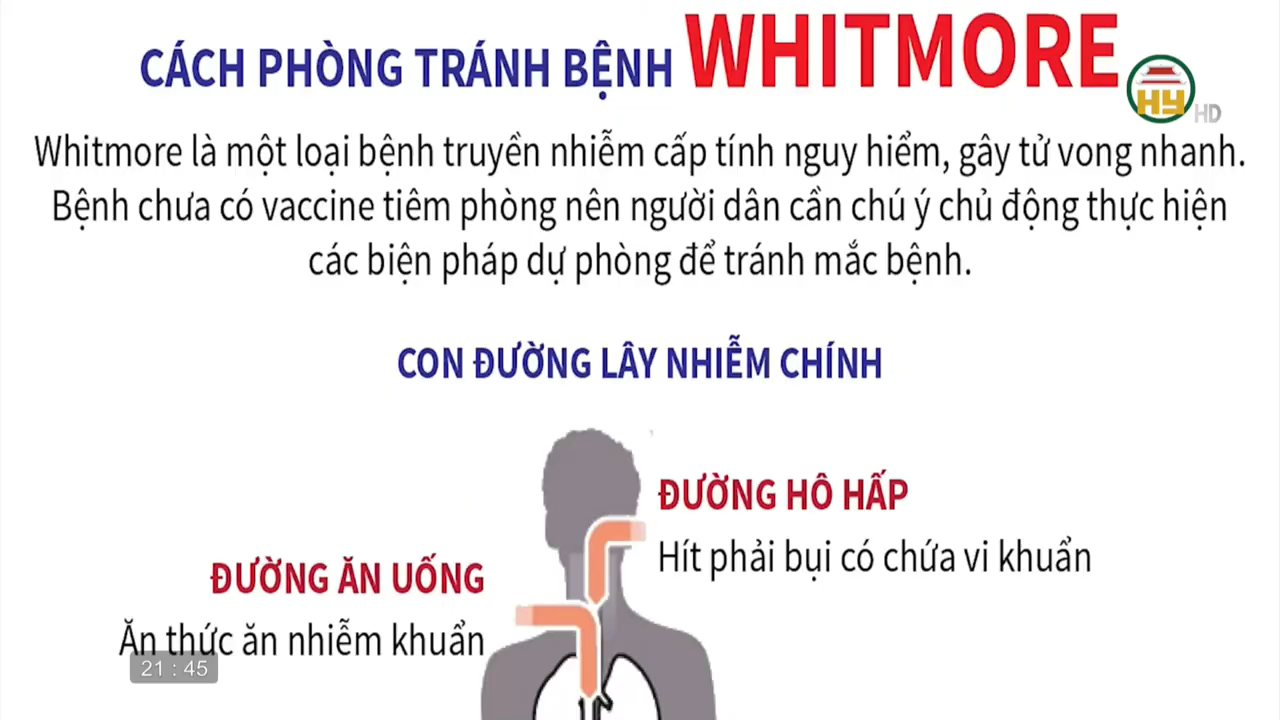 CÁCH PHÒNG TRÁNH BỆNH WHITMORE
HY HD
Whitmore là một loại bệnh truyền nhiễm cấp tính nguy hiểm, gây tử vong nhanh.
Bệnh chưa có vaccine tiêm phòng nên người dân cần chú ý chủ động thực hiện
các biện pháp dự phòng để tránh mắc bệnh.
CON ĐƯỜNG LÂY NHIỄM CHÍNH
ĐƯỜNG HÔ HẤP
Hít phải bụi có chứa vi khuẩn
ĐƯỜNG ĂN UỐNG
Ăn thức ăn nhiễm khuẩn
21 : 45